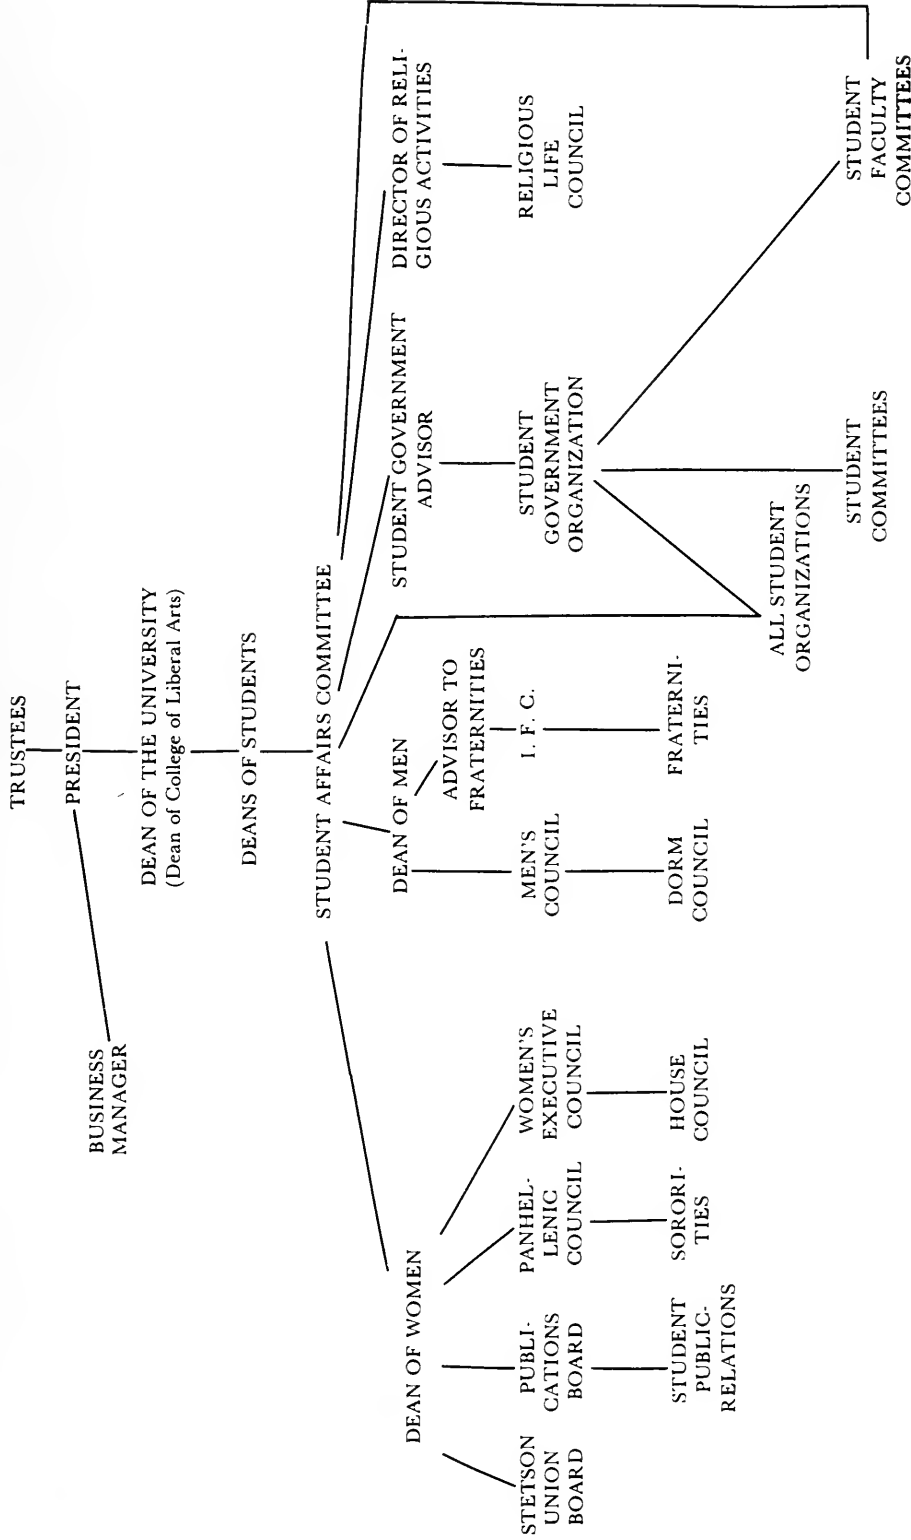 TRUSTEES
PRESIDENT
BUSINESS
MANAGER
DEAN OF THE UNIVERSITY
(Dean of College of Liberal Arts)
DEANS OF STUDENTS
STUDENT AFFAIRS COMMITTEE
DEAN OF WOMEN
DEAN OF MEN
STUDENT GOVERNMENT
ADVISOR
DIRECTOR OF RELI-
GIOUS ACTIVITIES
ADVISOR TO
FRATERNITIES
STETSON
UNION
BOARD
PUBLI-
CATIONS
BOARD
PANHEL-
LENIC
COUNCIL
WOMEN'S
EXECUTIVE
COUNCIL
MEN'S
COUNCIL
I. F. C.
STUDENT
GOVERNMENT
ORGANIZATION
RELIGIOUS
LIFE
COUNCIL
STUDENT
PUBLIC-
RELATIONS
SORORI-
TIES
HOUSE
COUNCIL
DORM
COUNCIL
FRATERNI-
TIES
ALL STUDENT
ORGANIZATIONS
STUDENT
COMMITTEES
STUDENT
FACULTY
COMMITTEES